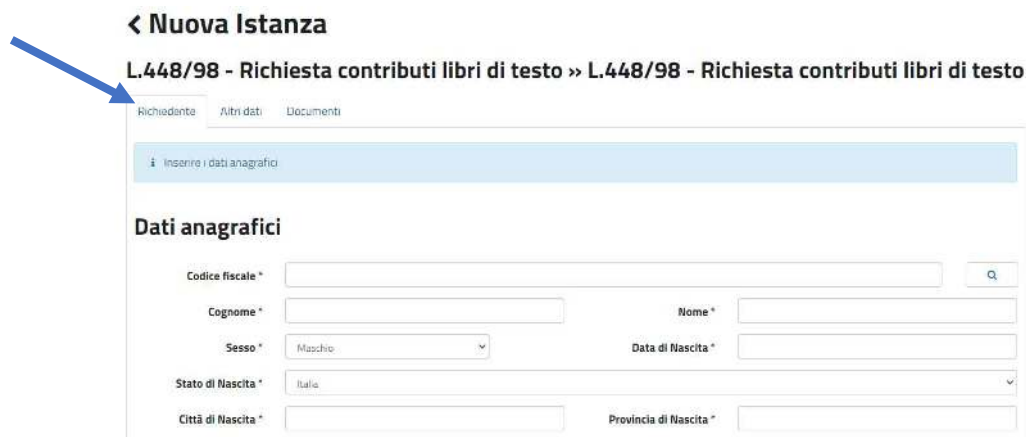 < Nuova Istanza
L.448/98 - Richiesta contributi libri di testo » L.448/98 - Richiesta contributi libri di testo
Richiedente Altri dati Documenti
i Inserire i dati anagrafici
Dati anagrafici
Codice fiscale *
Cognome * Nome *
Sesso * Maschio Data di Nascita *
Stato di Nascita * Italia
Città di Nascita * Provincia di Nascita *